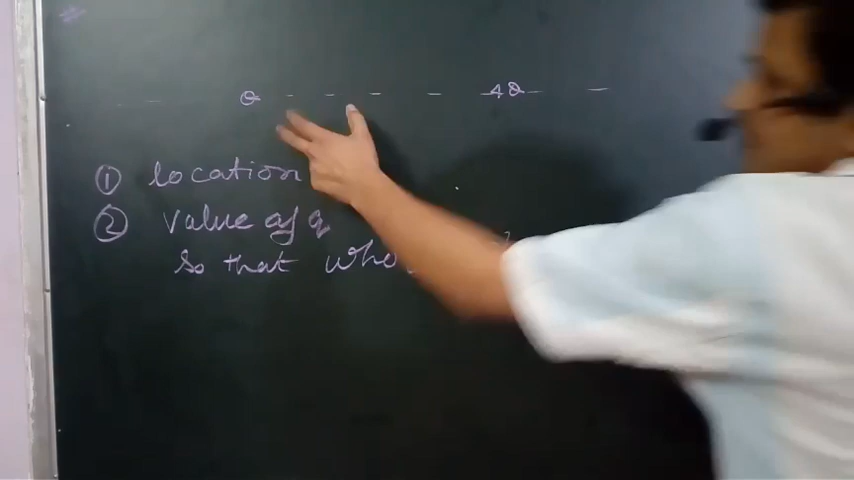 Q - - - - 4Q - -
① location
② value of q
so that who